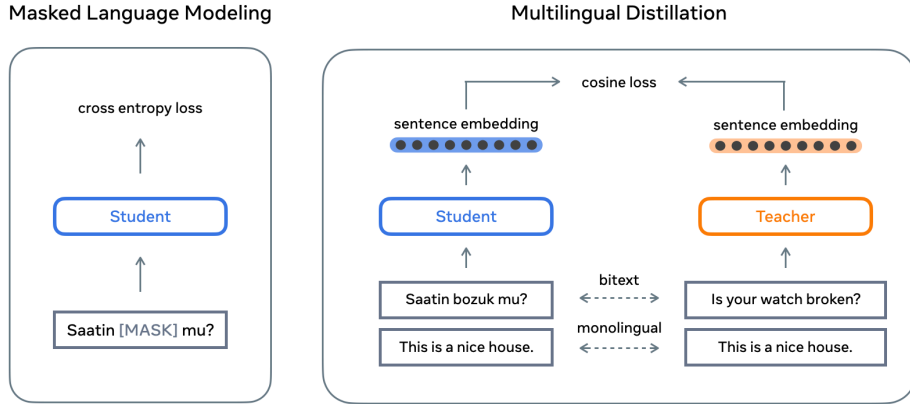 Masked Language Modeling
cross entropy loss
Student
Saatin [MASK] mu?
Multilingual Distillation
cosine loss
sentence embedding
sentence embedding
Student
Teacher
bitext
Saatin bozuk mu?
Is your watch broken?
monolingual
This is a nice house.
This is a nice house.